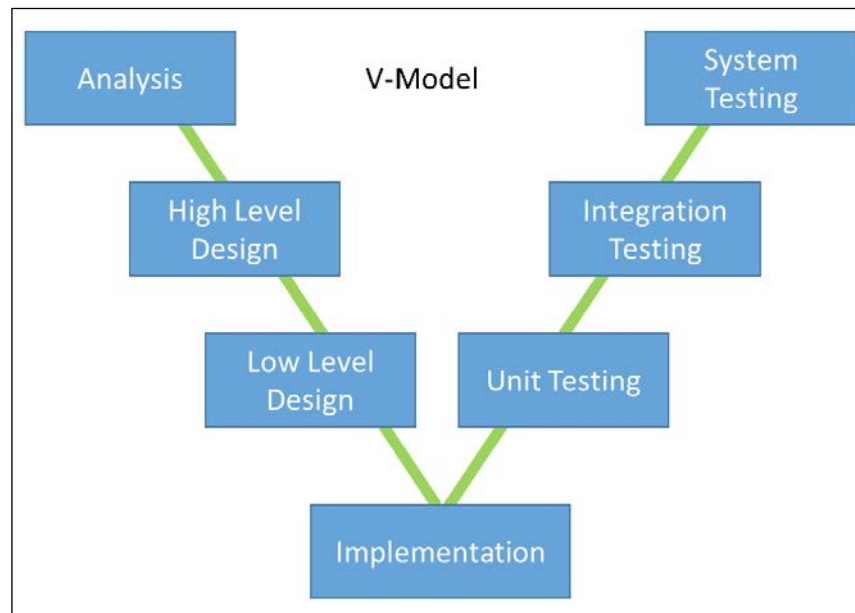 Analysis
V-Model
System
Testing
High Level
Design
Integration
Testing
Low Level
Design
Unit Testing
Implementation